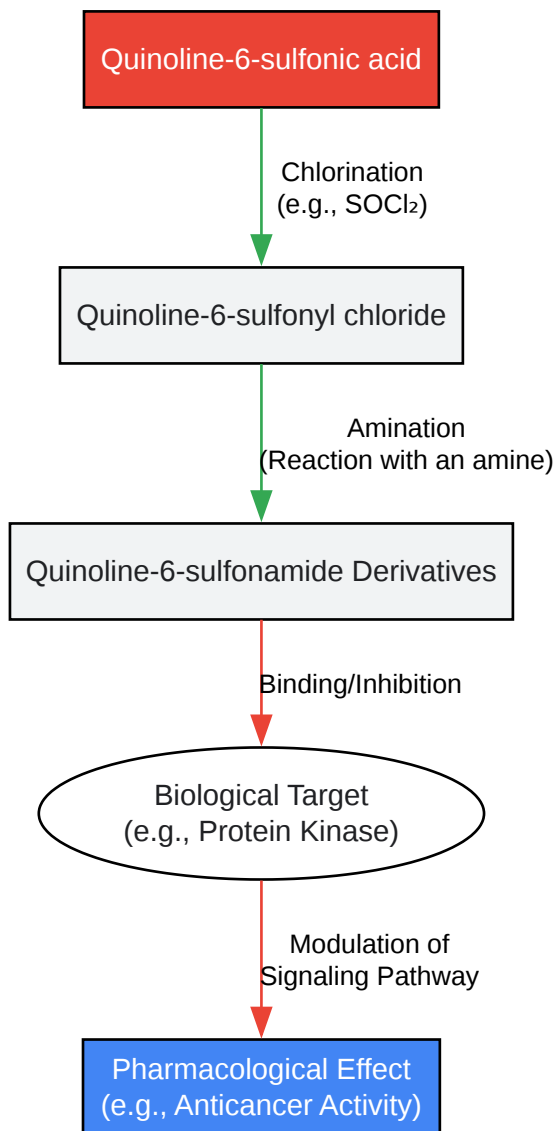 Quinoline-6-sulfonic acid
Chlorination
(e.g., SOCl₂)
Quinoline-6-sulfonyl chloride
Amination
(Reaction with an amine)
Quinoline-6-sulfonamide Derivatives
Binding/Inhibition
Biological Target
(e.g., Protein Kinase)
Modulation of
Signaling Pathway
Pharmacological Effect
(e.g., Anticancer Activity)